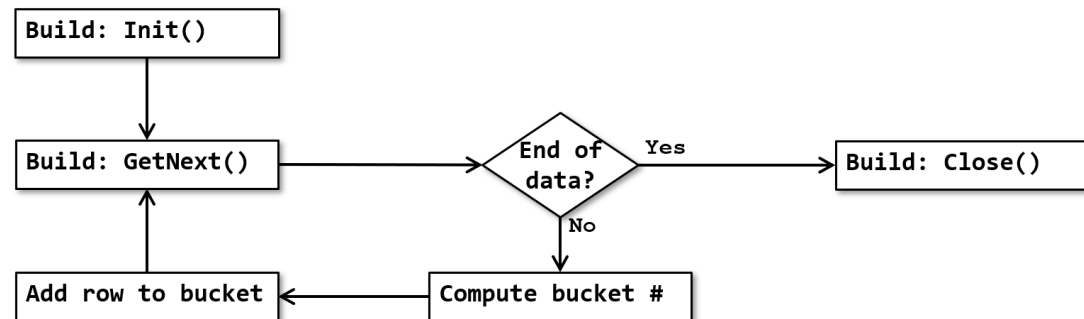 Build: Init()
Build: GetNext()
End of
data?
Yes
Build: Close()
No
Add row to bucket
Compute bucket #